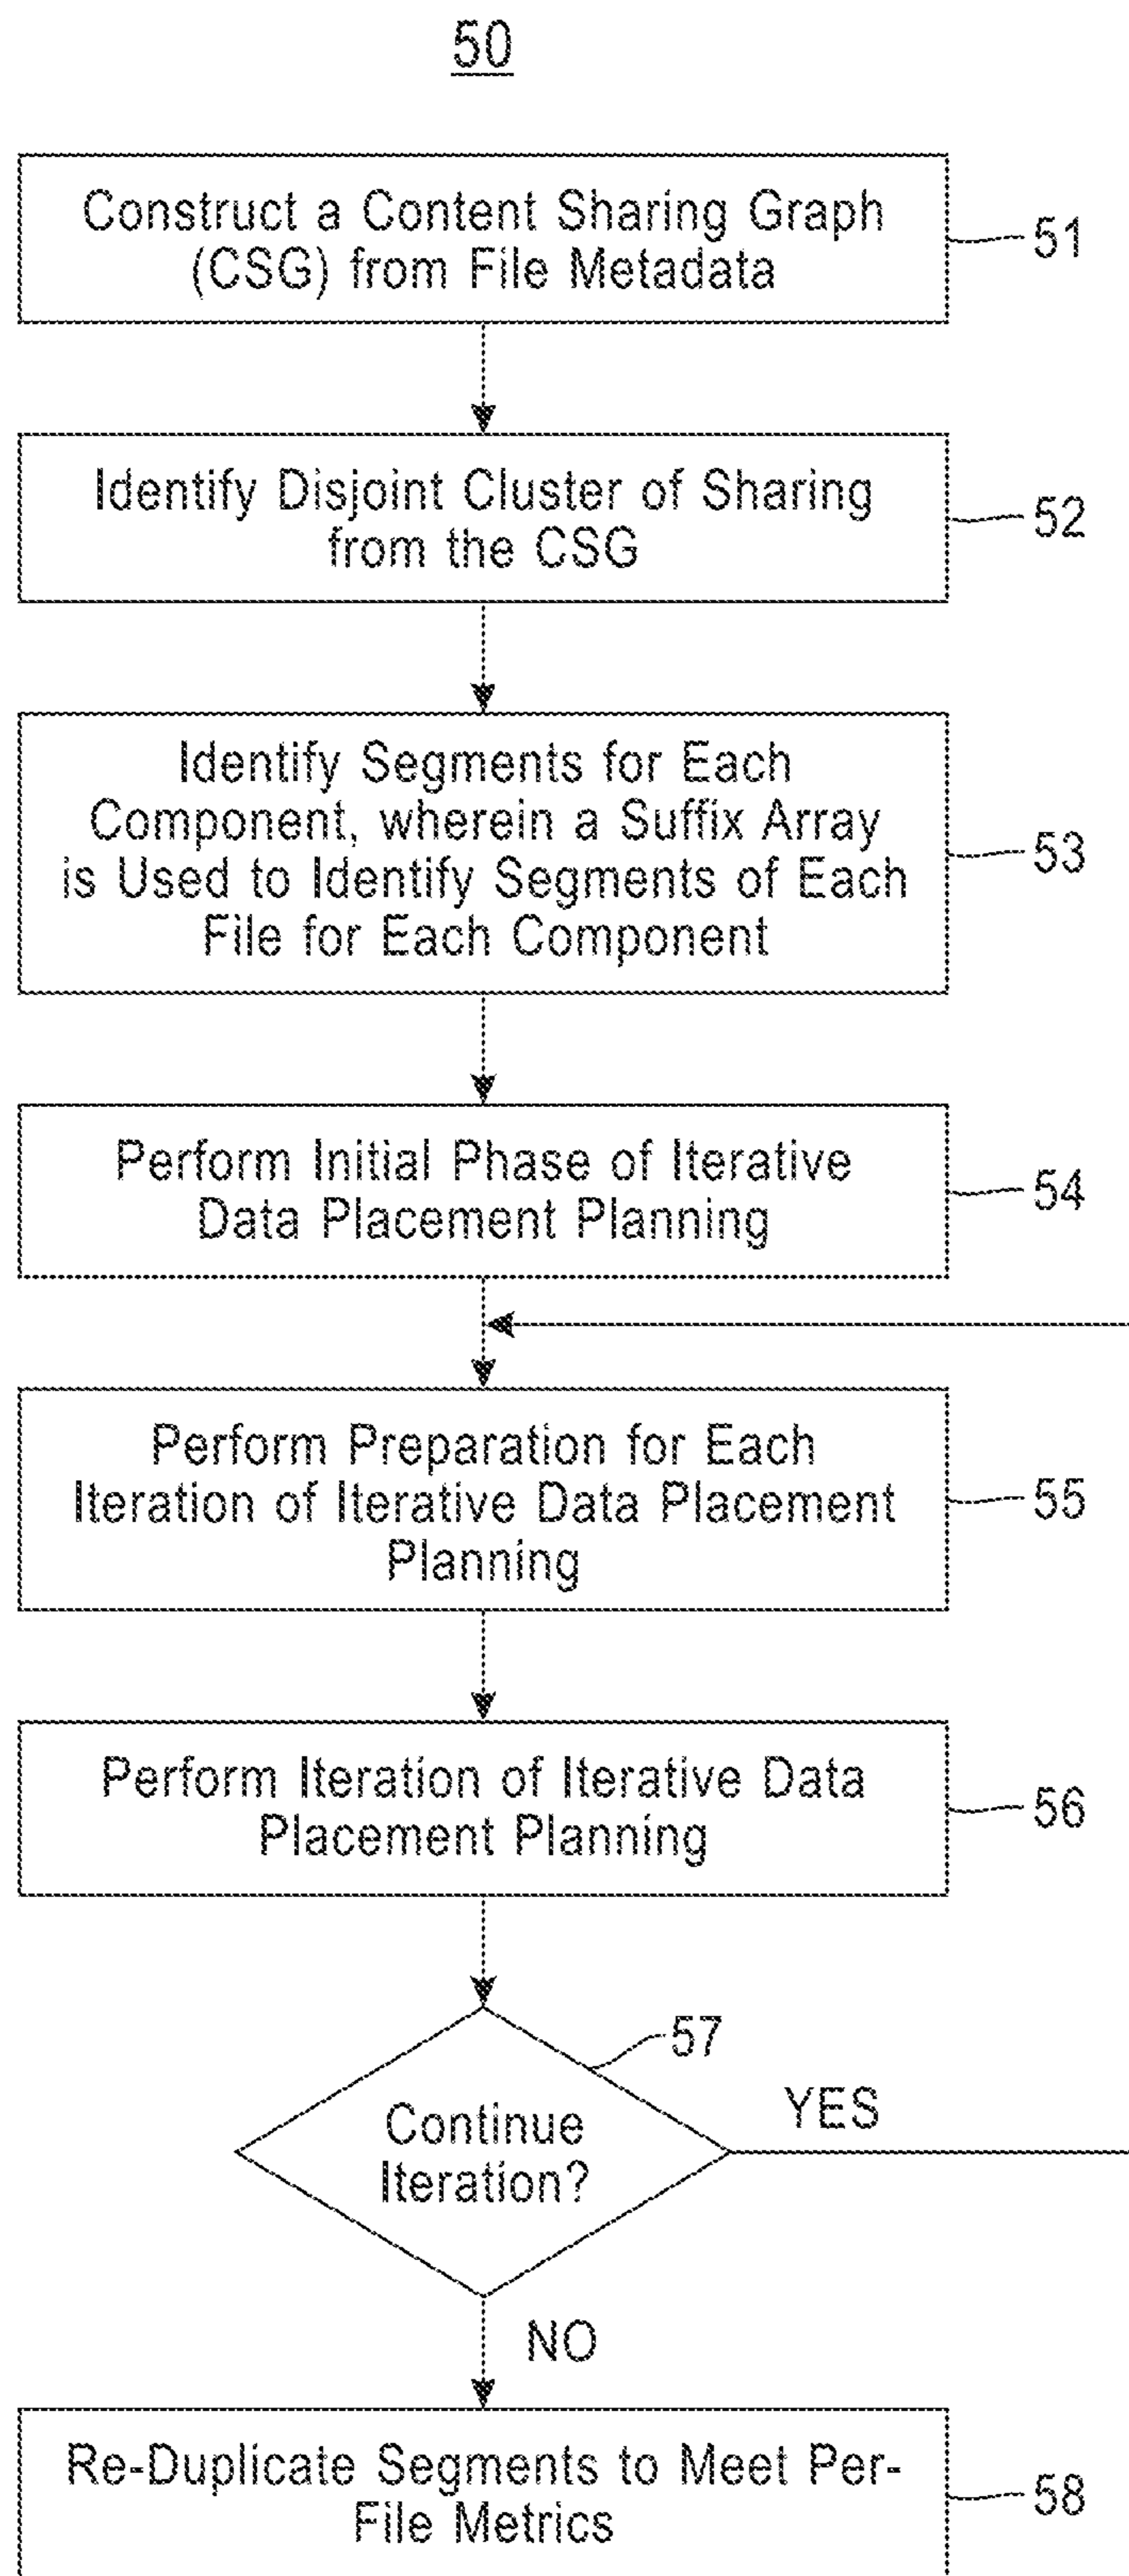 50
Construct a Content Sharing Graph
(CSG) from File Metadata
51
Identify Disjoint Cluster of Sharing
from the CSG
52
Identify Segments for Each
Component, wherein a Suffix Array
is Used to Identify Segments of Each
File for Each Component
53
Perform Initial Phase of Iterative
Data Placement Planning
54
Perform Preparation for Each
Iteration of Iterative Data Placement
Planning
55
Perform Iteration of Iterative Data
Placement Planning
56
57
Continue
Iteration?
YES
NO
Re-Duplicate Segments to Meet Per-
File Metrics
58